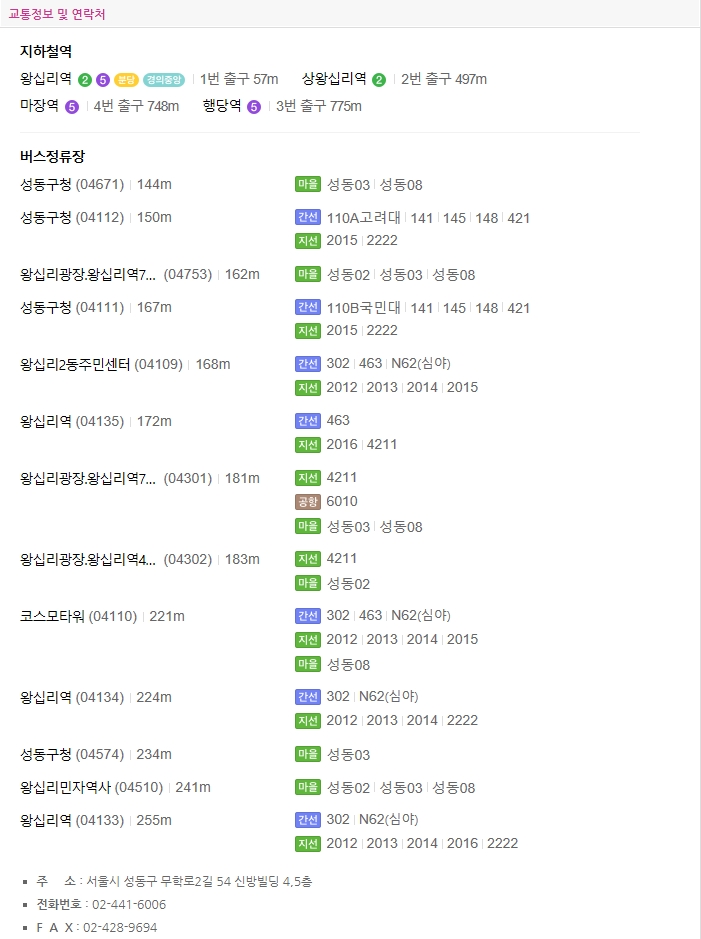 교통정보 및 연락처
지하철역
왕십리역 2 5 분당 경의중앙 1번 출구 57m 상왕십리역 2 2번 출구 497m
마장역 5 4번 출구 748m 행당역 5 3번 출구 775m
버스정류장
성동구청 (04671) 144m 마을 성동03 성동08
성동구청 (04112) 150m 간선 110A고려대 141 145 148 421
지선 2015 2222
왕십리광장.왕십리역7... (04753) 162m 마을 성동02 성동03 성동08
성동구청 (04111) 167m 간선 110B국민대 141 145 148 421
지선 2015 2222
왕십리2동주민센터 (04109) 168m 간선 302 463 N62(심야)
지선 2012 2013 2014 2015
왕십리역 (04135) 172m 간선 463
지선 2016 4211
왕십리광장.왕십리역7... (04301) 181m 지선 4211
공항 6010
마을 성동03 성동08
왕십리광장.왕십리역4... (04302) 183m 지선 4211
마을 성동02
코스모타워 (04110) 221m 간선 302 463 N62(심야)
지선 2012 2013 2014 2015
마을 성동08
왕십리역 (04134) 224m 간선 302 N62(심야)
지선 2012 2013 2014 2222
성동구청 (04574) 234m 마을 성동03
왕십리민자역사 (04510) 241m 마을 성동02 성동03 성동08
왕십리역 (04133) 255m 간선 302 N62(심야)
지선 2012 2013 2014 2016 2222
주 소 : 서울시 성동구 무학로2길 54 신방빌딩 4,5층
전화번호 : 02-441-6006
F A X : 02-428-9694